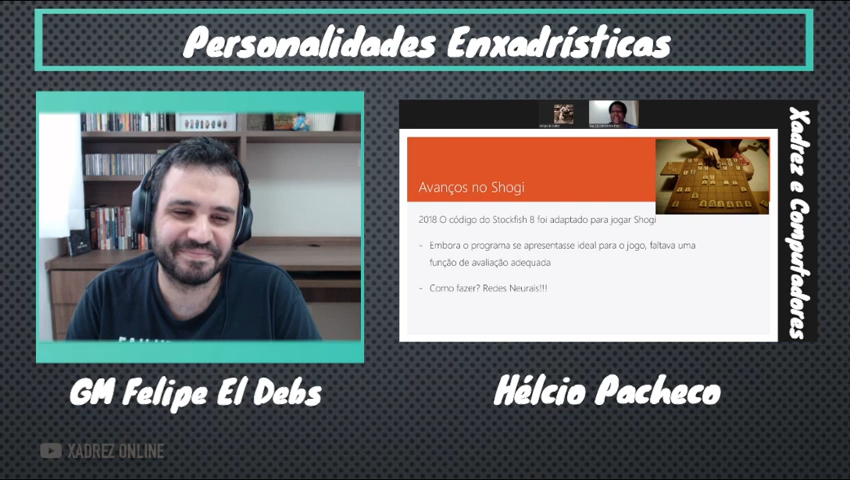 Personalidades Enxadrísticas
Avanços no Shogi
2018 O código do Stockfish 8 foi adaptado para jogar Shogi
- Embora o programa se apresentasse ideal para o jogo, faltava uma
função de avaliação adequada
- Como fazer? Redes Neurais!!!
Xadrez e Computadores
GM Felipe El Debs
Hélcio Pacheco
XADREZ ONLINE